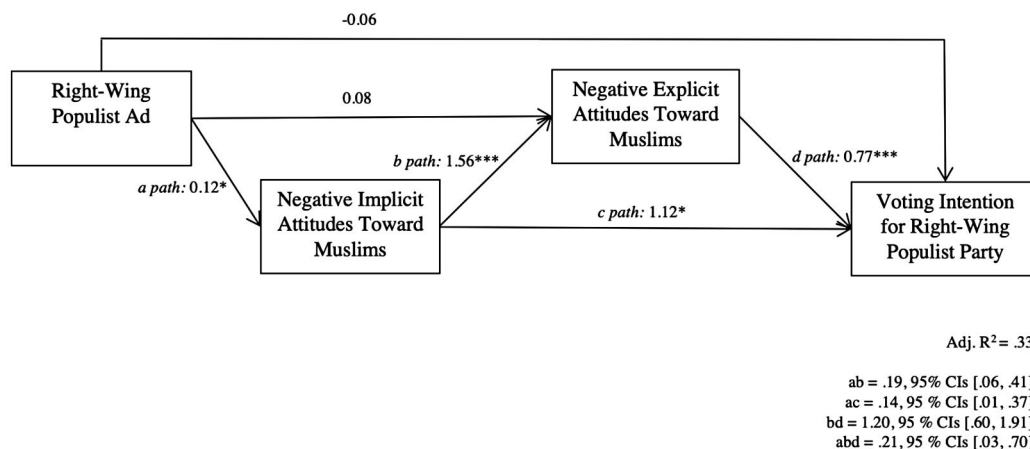 -0.06
Right-Wing
Populist Ad
0.08
Negative Explicit
Attitudes Toward
Muslims
a path: 0.12*
b path: 1.56***
d path: 0.77***
Negative Implicit
Attitudes Toward
Muslims
c path: 1.12*
Voting Intention
for Right-Wing
Populist Party
Adj. R² = .33
ab = .19, 95% CIs [.06, .41]
ac = .14, 95 % CIs [.01, .37]
bd = 1.20, 95 % CIs [.60, 1.91]
abd = .21, 95 % CIs [.03, .70]